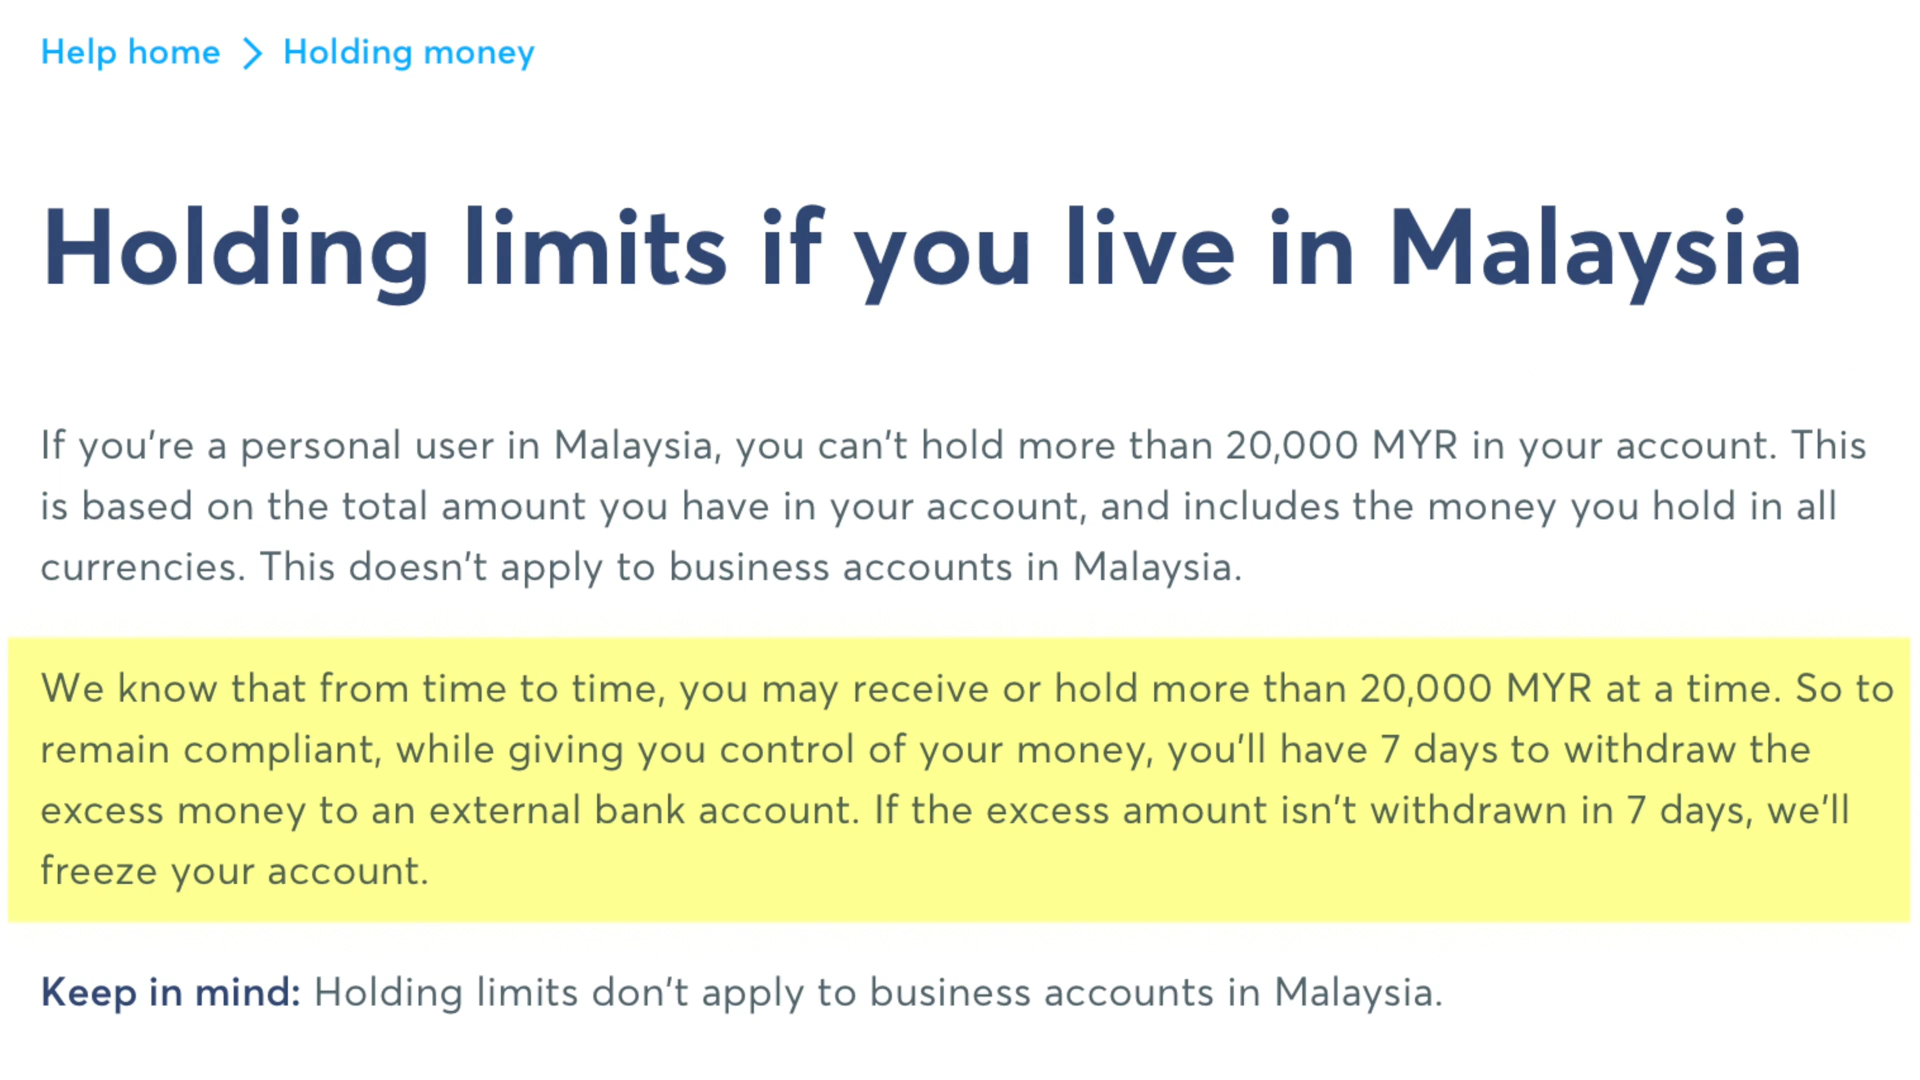 Help home > Holding money
Holding limits if you live in Malaysia
If you're a personal user in Malaysia, you can't hold more than 20,000 MYR in your account. This
is based on the total amount you have in your account, and includes the money you hold in all
currencies. This doesn't apply to business accounts in Malaysia.
We know that from time to time, you may receive or hold more than 20,000 MYR at a time. So to
remain compliant, while giving you control of your money, you'll have 7 days to withdraw the
excess money to an external bank account. If the excess amount isn't withdrawn in 7 days, we'll
freeze your account.
Keep in mind: Holding limits don't apply to business accounts in Malaysia.